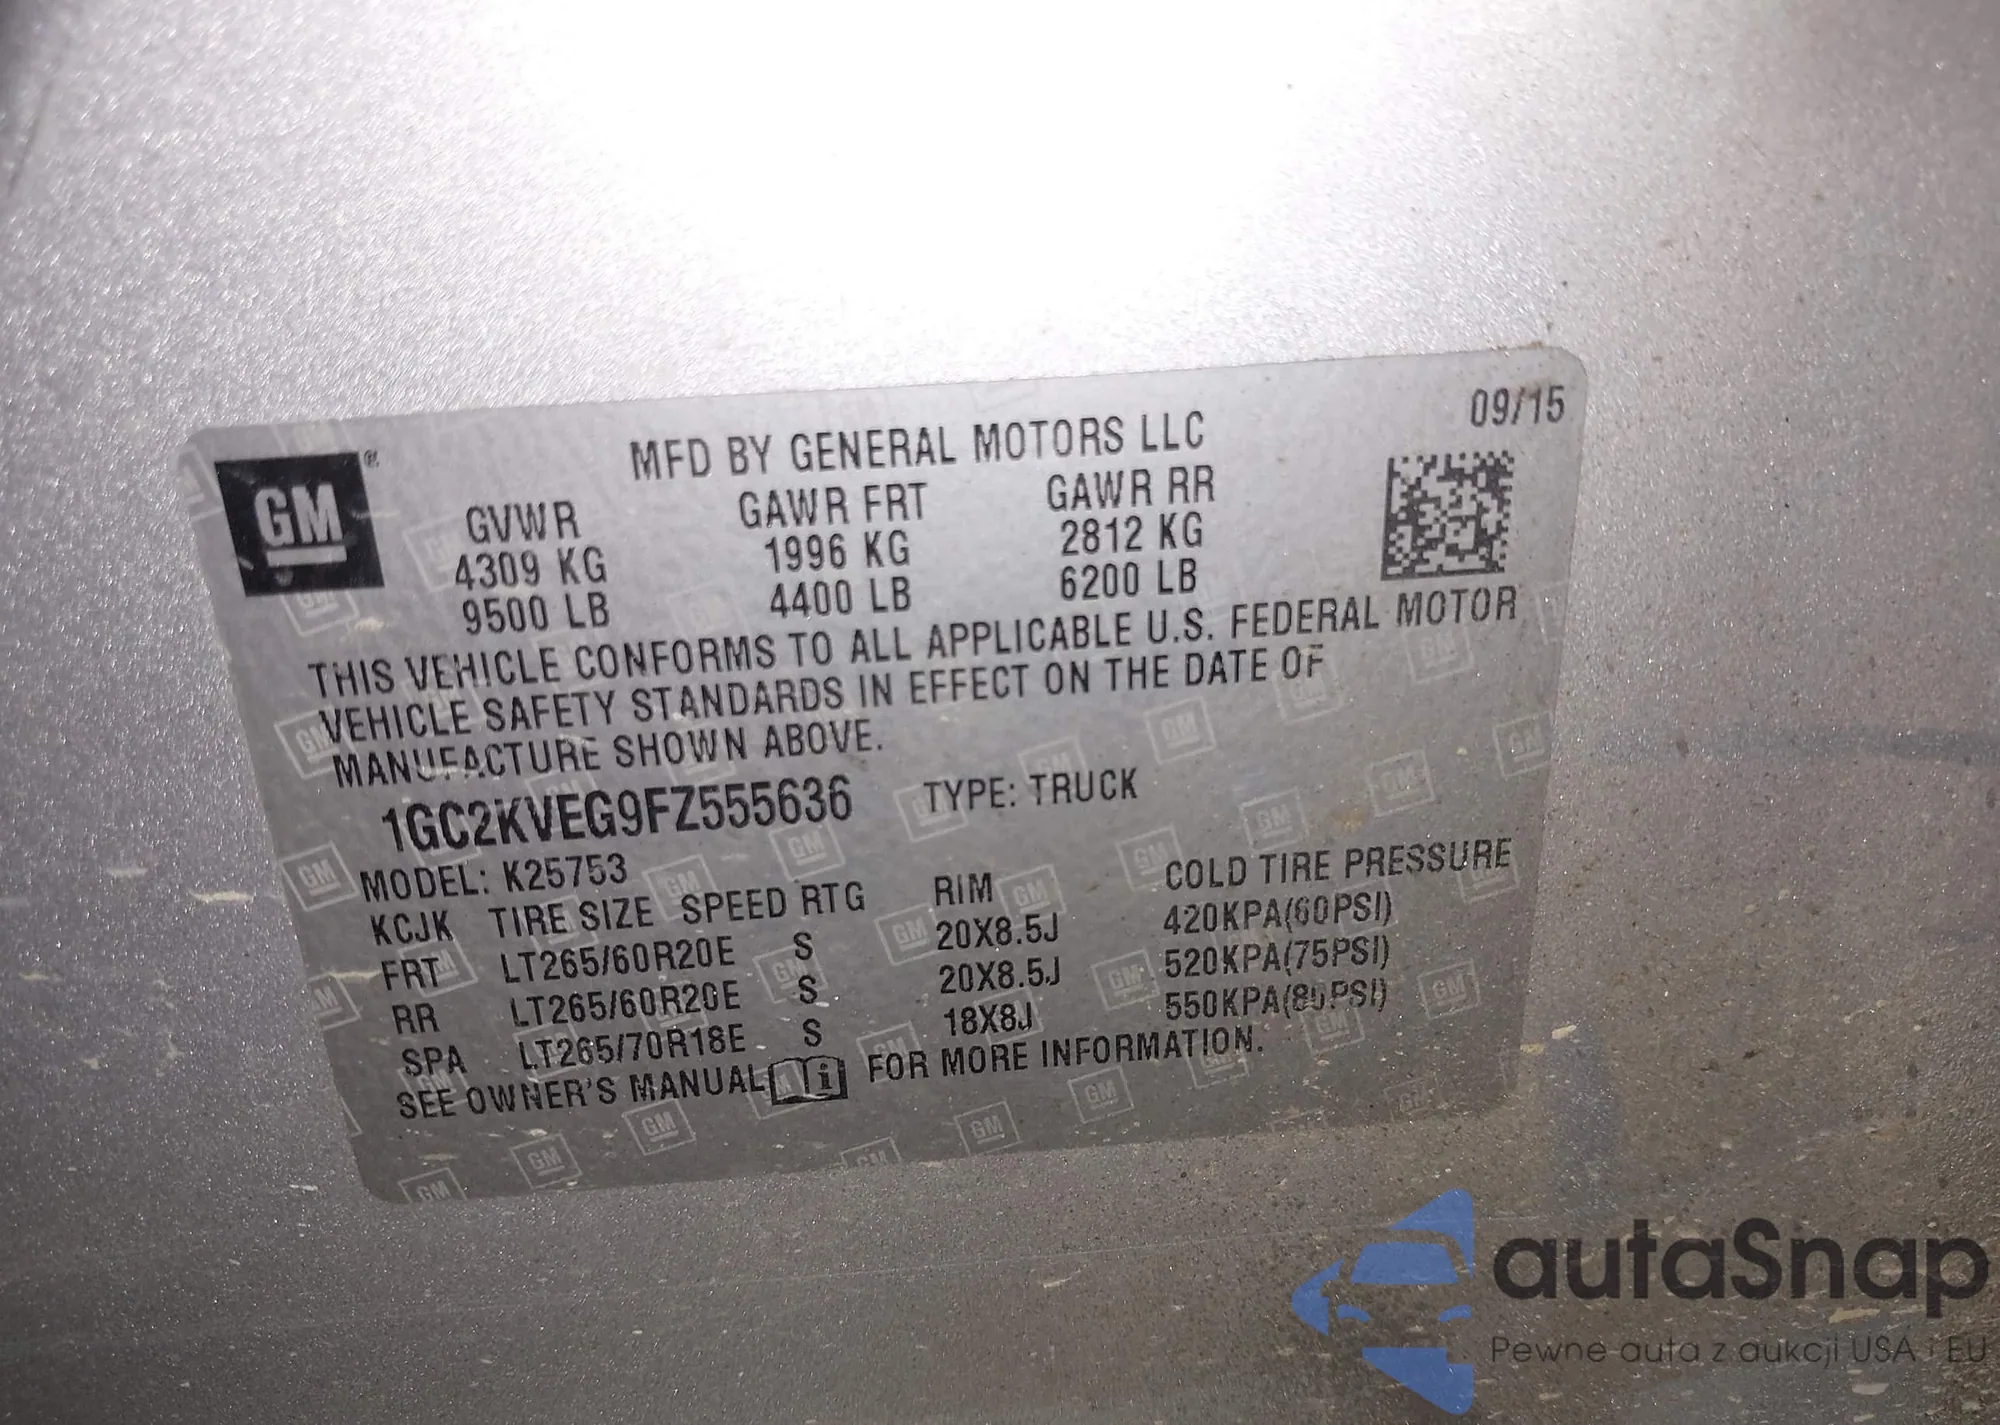 09/15
MFD BY GENERAL MOTORS LLC
GM ®
GVWR GAWR FRT GAWR RR
4309 KG 1996 KG 2812 KG
9500 LB 4400 LB 6200 LB
THIS VEHICLE CONFORMS TO ALL APPLICABLE U.S. FEDERAL MOTOR
VEHICLE SAFETY STANDARDS IN EFFECT ON THE DATE OF
MANUFACTURE SHOWN ABOVE.
1GC2KVEG9FZ555636 TYPE: TRUCK
MODEL: K25753
KCJK TIRE SIZE SPEED RTG RIM COLD TIRE PRESSURE
FRT LT265/60R20E S 20X8.5J 420KPA(60PSI)
RR LT265/60R20E S 20X8.5J 520KPA(75PSI)
SPA LT265/70R18E S 18X8J 550KPA(80PSI)
SEE OWNER'S MANUAL i FOR MORE INFORMATION.
autaSnap
Pewne auta z aukcji USA i EU